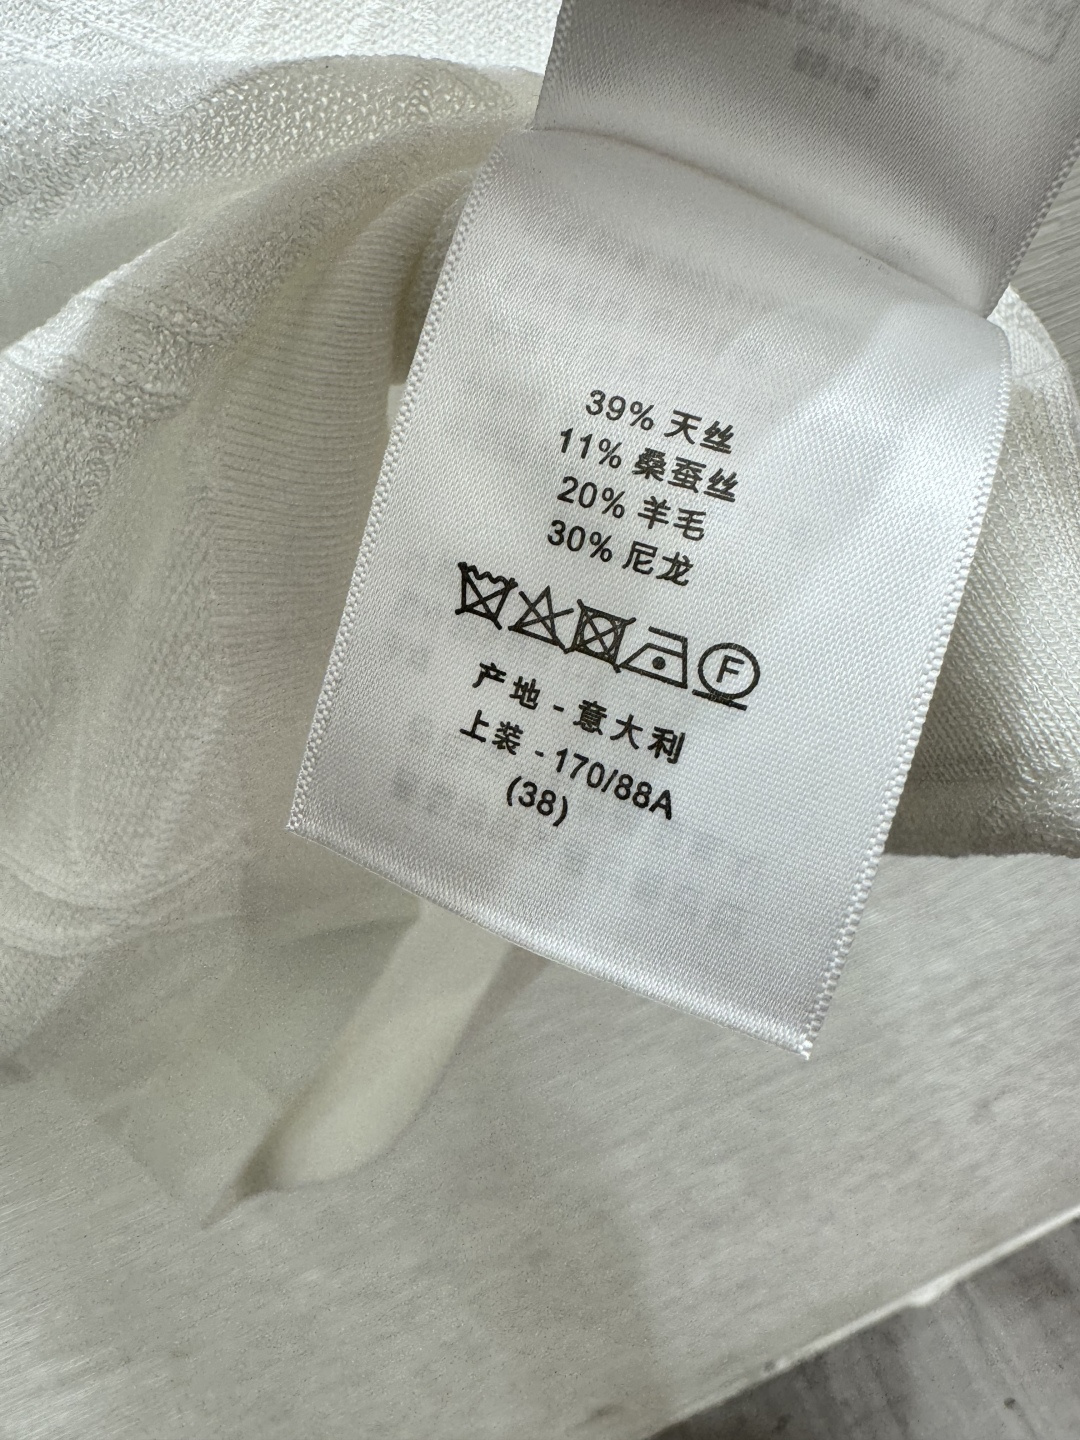 39% 天丝
11% 桑蚕丝
20% 羊毛
30% 尼龙
F
产地 - 意大利
上装 - 170/88A
(38)